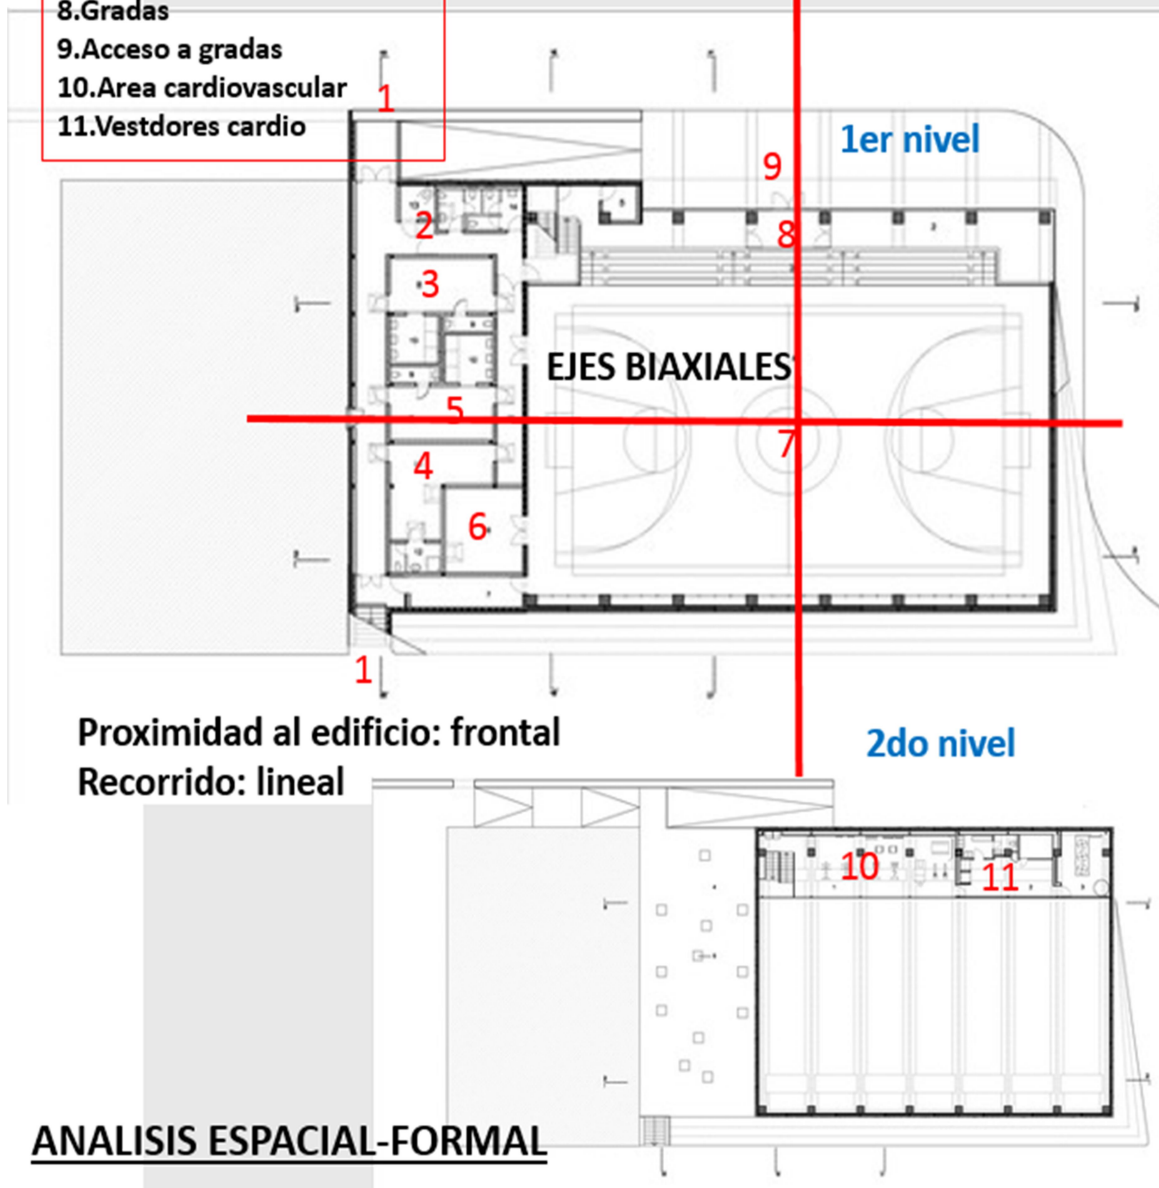 8.Gradas
9.Acceso a gradas
10.Area cardiovascular
11.Vestdores cardio
1
1er nivel
9
2
8
3
EJES BIAXIALES
5
7
4
6
1
Proximidad al edificio: frontal
Recorrido: lineal
2do nivel
10
11
ANALISIS ESPACIAL-FORMAL